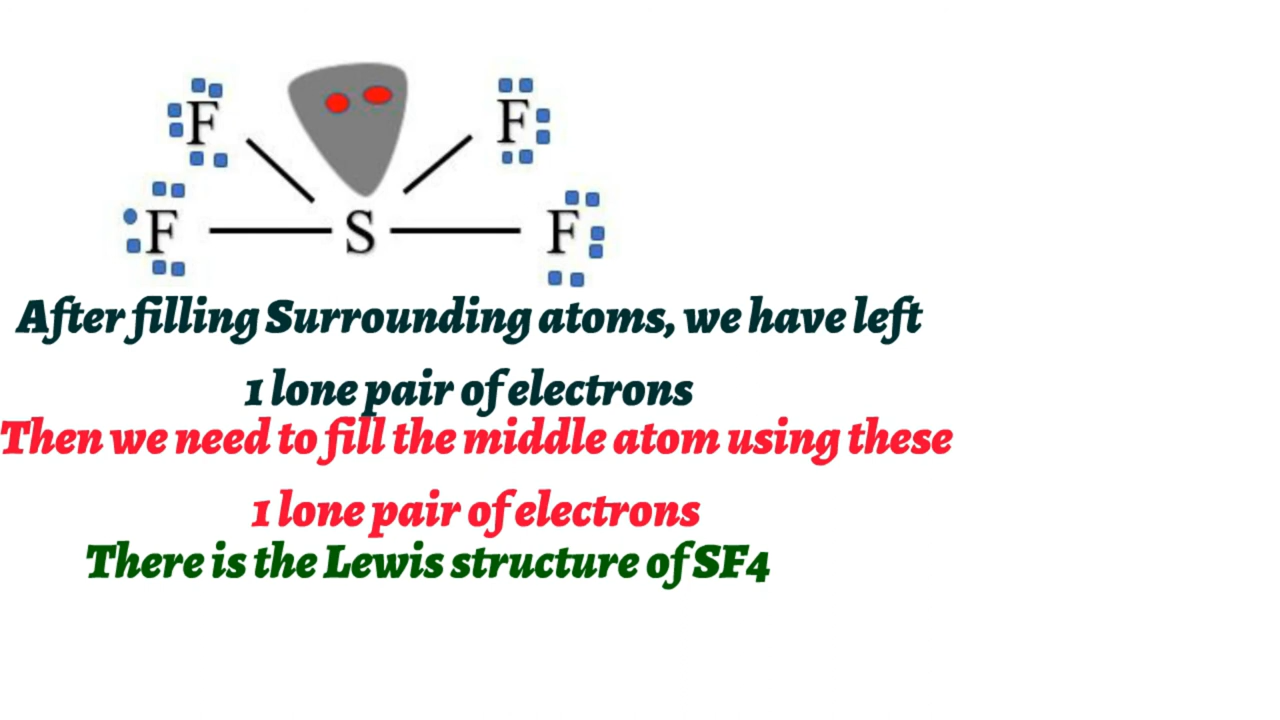 F F
F S F
After filling Surrounding atoms, we have left
1 lone pair of electrons
Then we need to fill the middle atom using these
1 lone pair of electrons
There is the Lewis structure of SF4